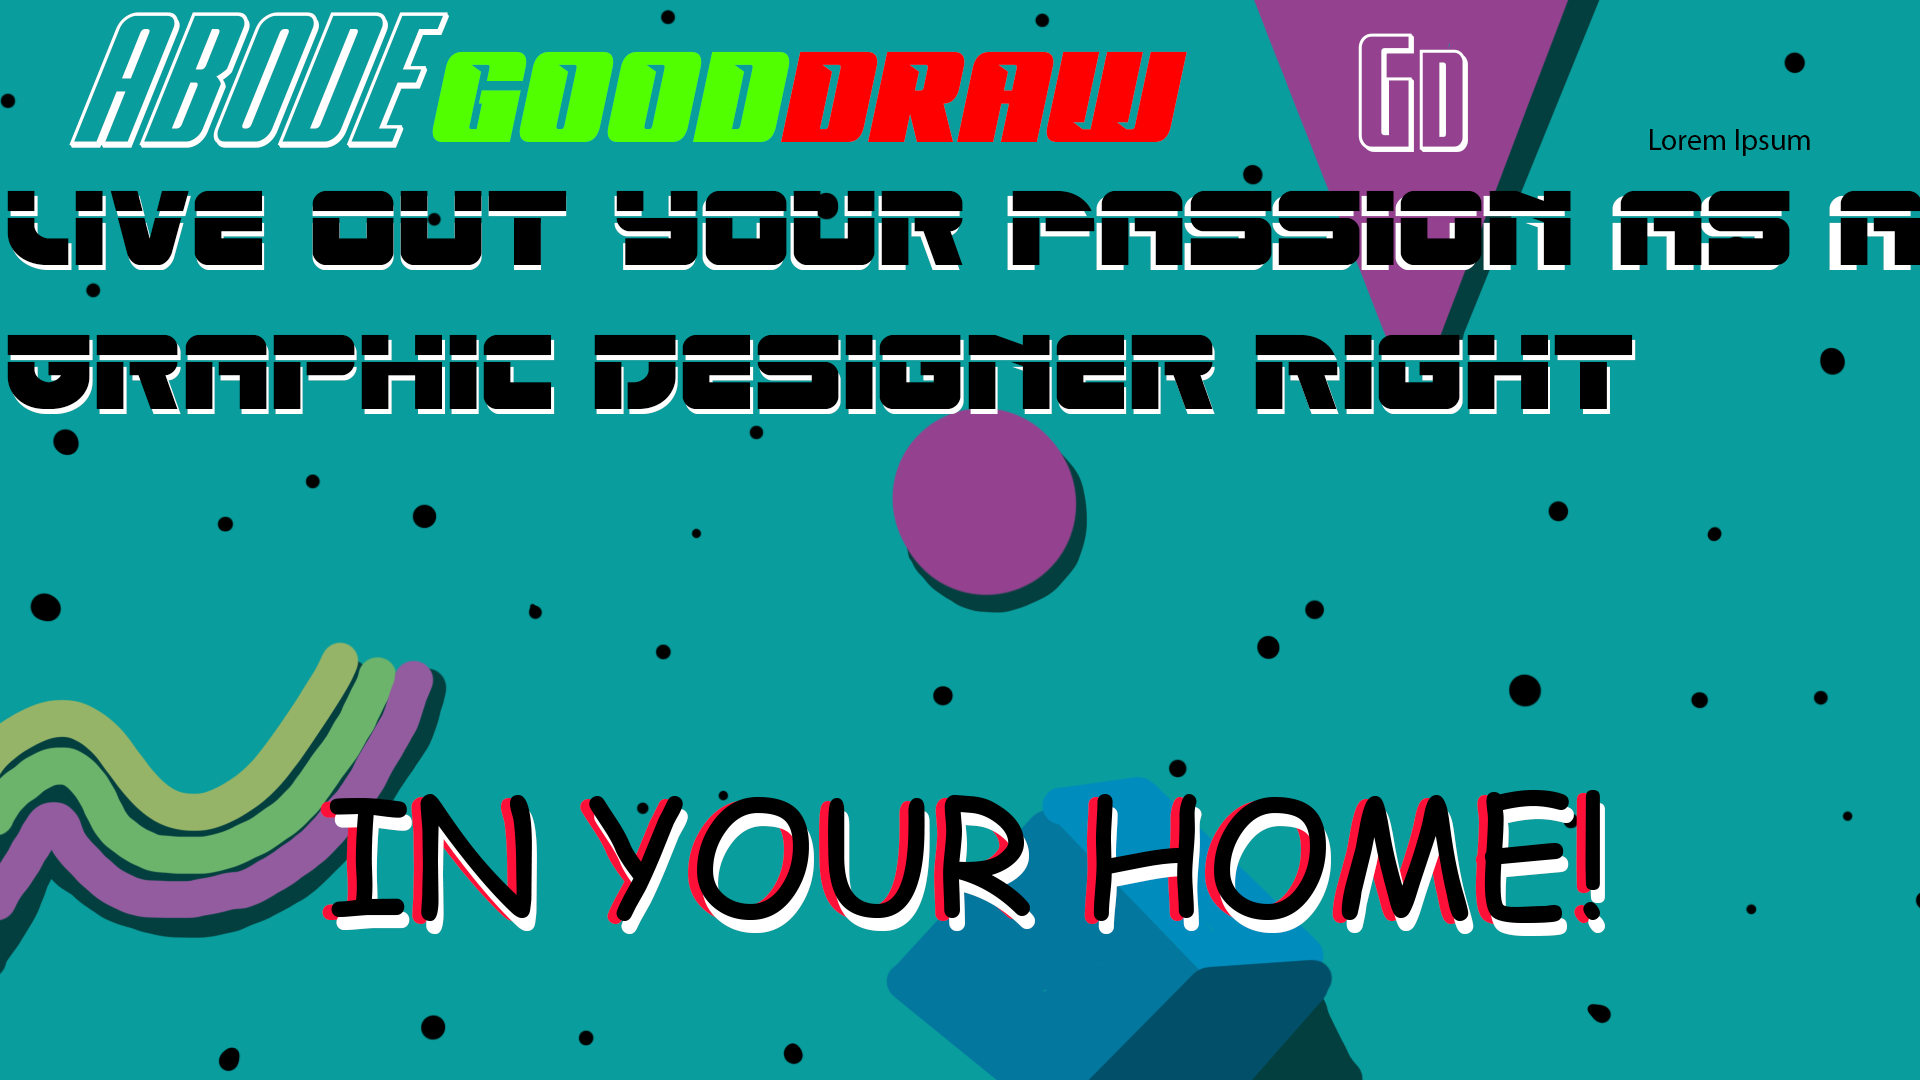 ABODE GOODDRAW
GD
Lorem Ipsum
LIVE OUT YOUR PASSION AS A
GRAPHIC DESIGNER RIGHT
IN YOUR HOME!